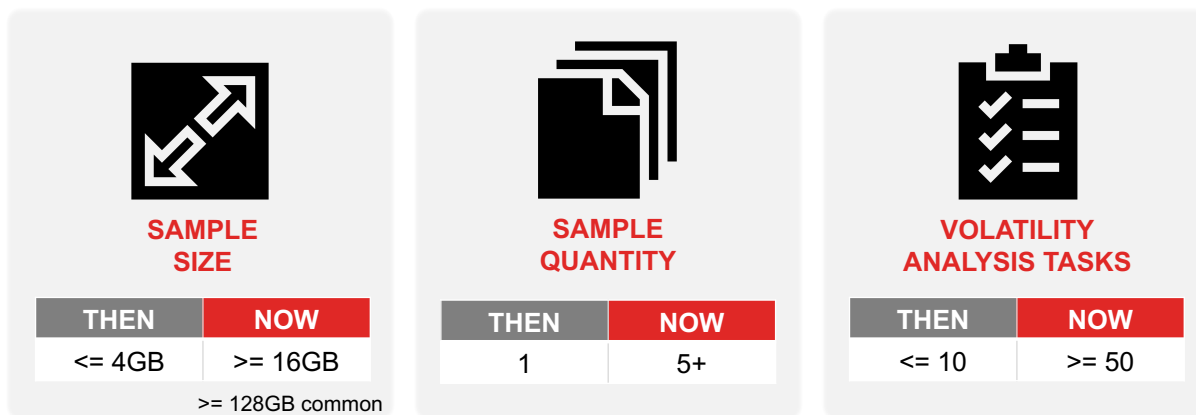 SAMPLE
SIZE
THEN NOW
<= 4GB >= 16GB
>= 128GB common
SAMPLE
QUANTITY
THEN NOW
1 5+
VOLATILITY
ANALYSIS TASKS
THEN NOW
<= 10 >= 50